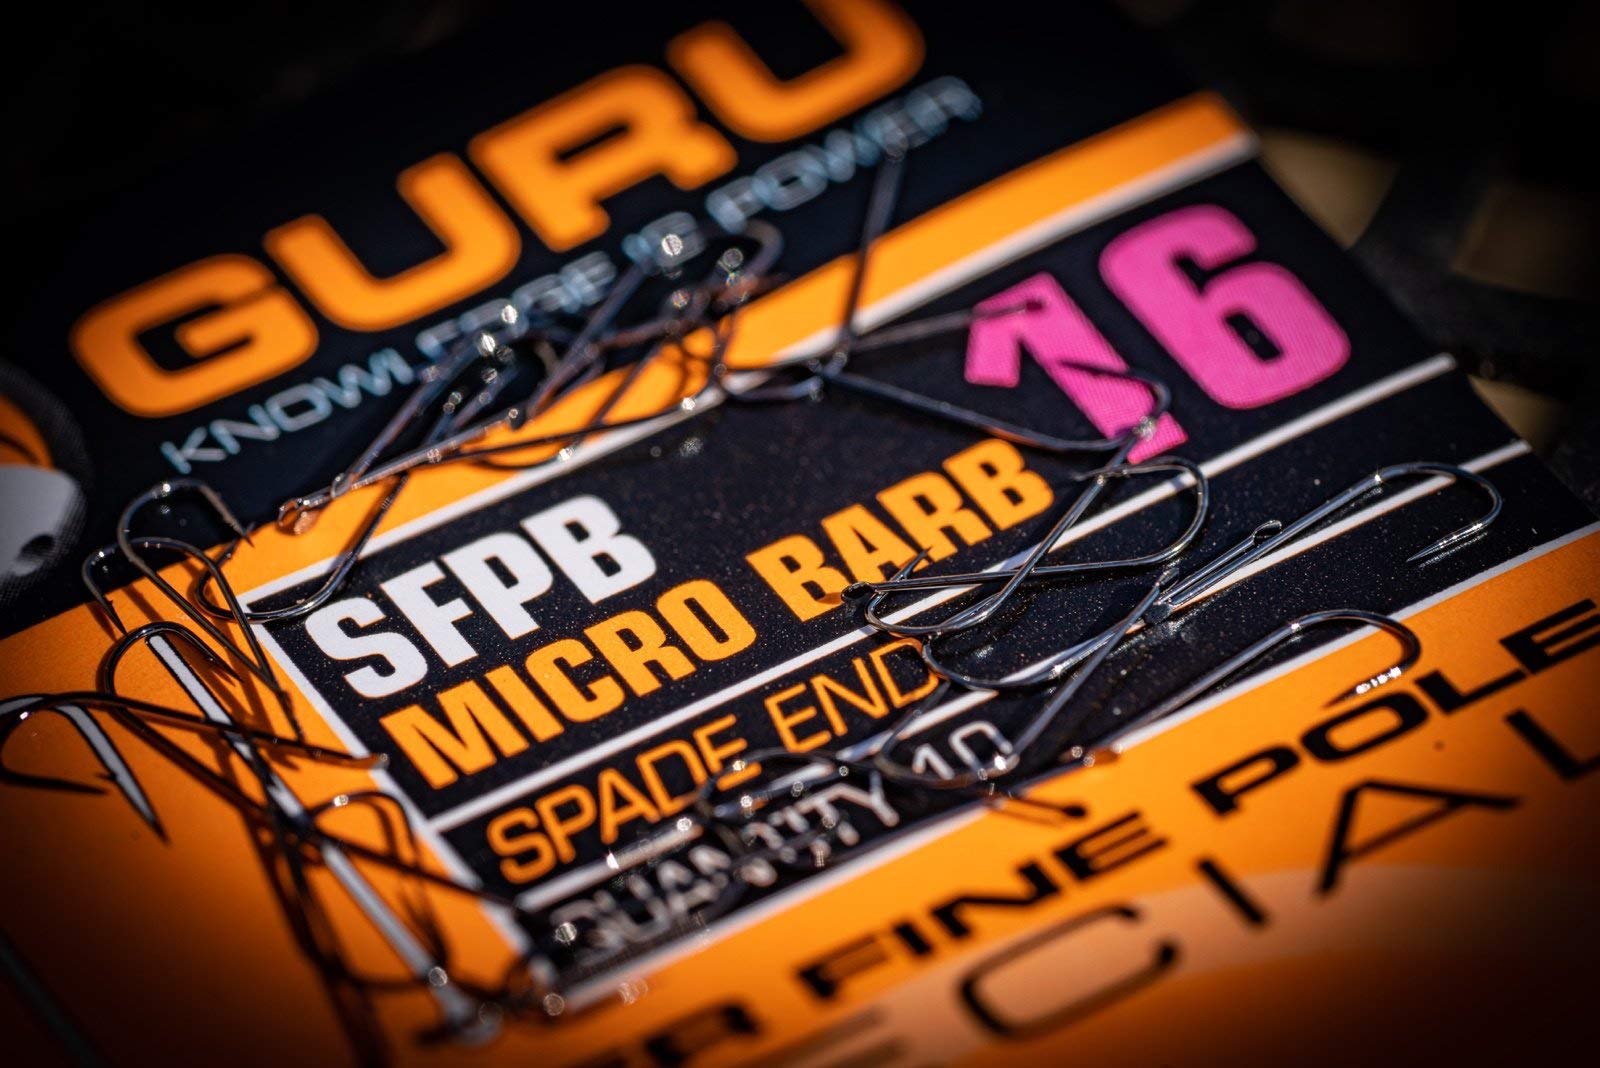 GURU
KNOWLEDGE IS POWER
16
SFPB
MICRO BARB
SPADE END
QUANTITY 10
FINE POLE